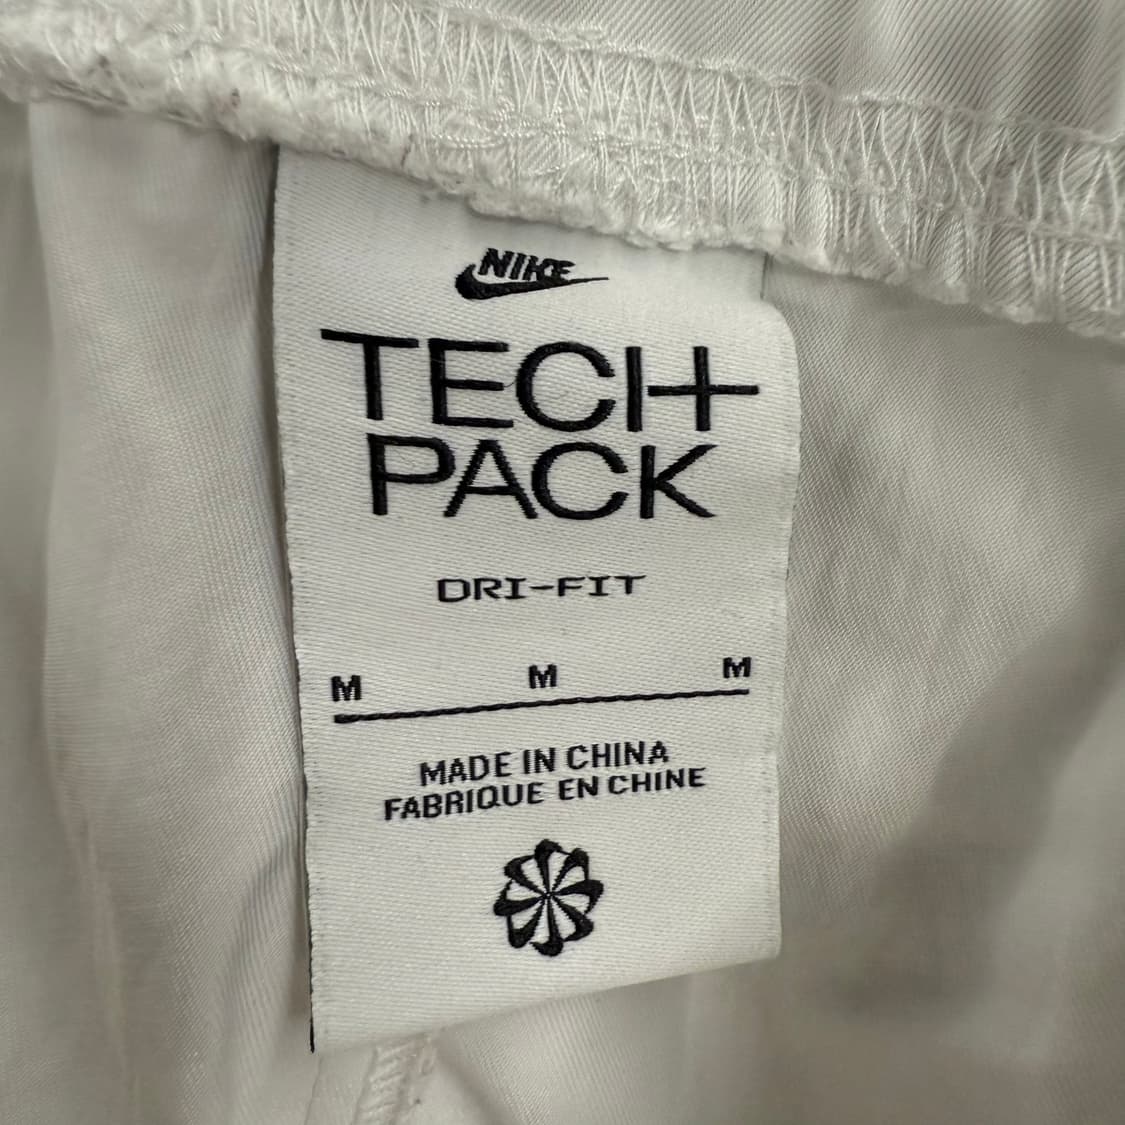 NIKE
TECH
PACK
DRI-FIT
M M M
MADE IN CHINA
FABRIQUE EN CHINE